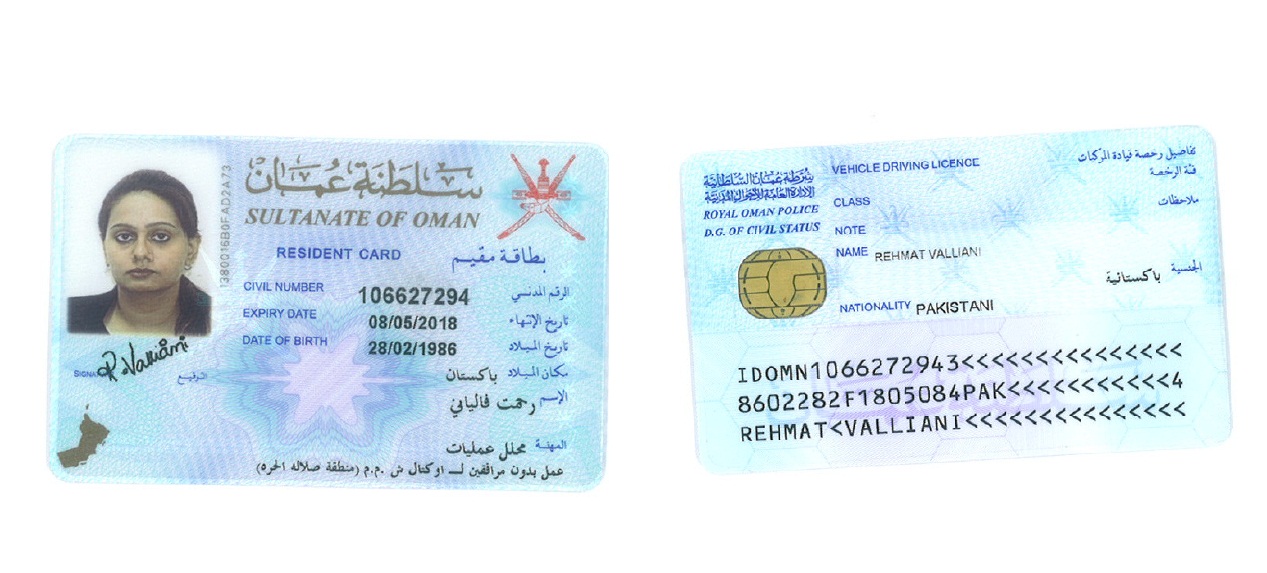 سلطنة عُمان
SULTANATE OF OMAN
RESIDENT CARD بطاقة مقيم
CIVIL NUMBER 106627294 الرقم المدني
EXPIRY DATE 08/05/2018 تاريخ الإنتهاء
DATE OF BIRTH 28/02/1986 تاريخ الميلاد
مكان الميلاد باكستان
الإسم رحمت فالياني
المهنة محلل عمليات
عمل بدون مرافقين لـــ اوكتال ش .م.م (منطقة صلاله الحره)
1380016B0FAD2A73
R Valliani
التوقيع
شرطة عمان السلطانية
الإدارة العامة للأحوال المدنية
ROYAL OMAN POLICE
D.G. OF CIVIL STATUS
VEHICLE DRIVING LICENCE تفاصيل رخصة قيادة المركبات
فئة الرخصة
CLASS ملاحظات
NOTE
NAME REHMAT VALLIANI
الجنسية باكستانية
NATIONALITY PAKISTANI
IDOMN1066272943<<<<<<<<<<<<<<<
8602282F1805084PAK<<<<<<<<<<<4
REHMAT<VALLIANI<<<<<<<<<<<<<<<